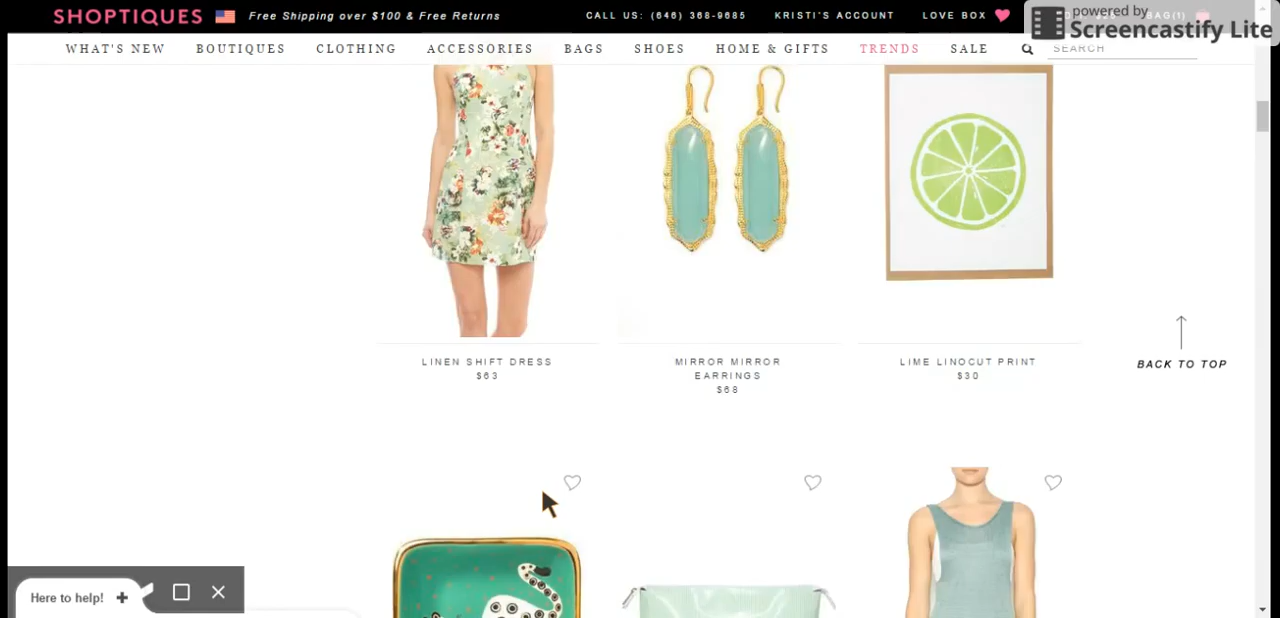 SHOPTIQUES Free Shipping over $100 & Free Returns CALL US: (646) 368-9685 KRISTI'S ACCOUNT LOVE BOX BAG(1)
powered by
Screencastify Lite
WHAT'S NEW BOUTIQUES CLOTHING ACCESSORIES BAGS SHOES HOME & GIFTS TRENDS SALE SEARCH
LINEN SHIFT DRESS
$63
MIRROR MIRROR
EARRINGS
$68
LIME LINOCUT PRINT
$30
BACK TO TOP
Here to help!